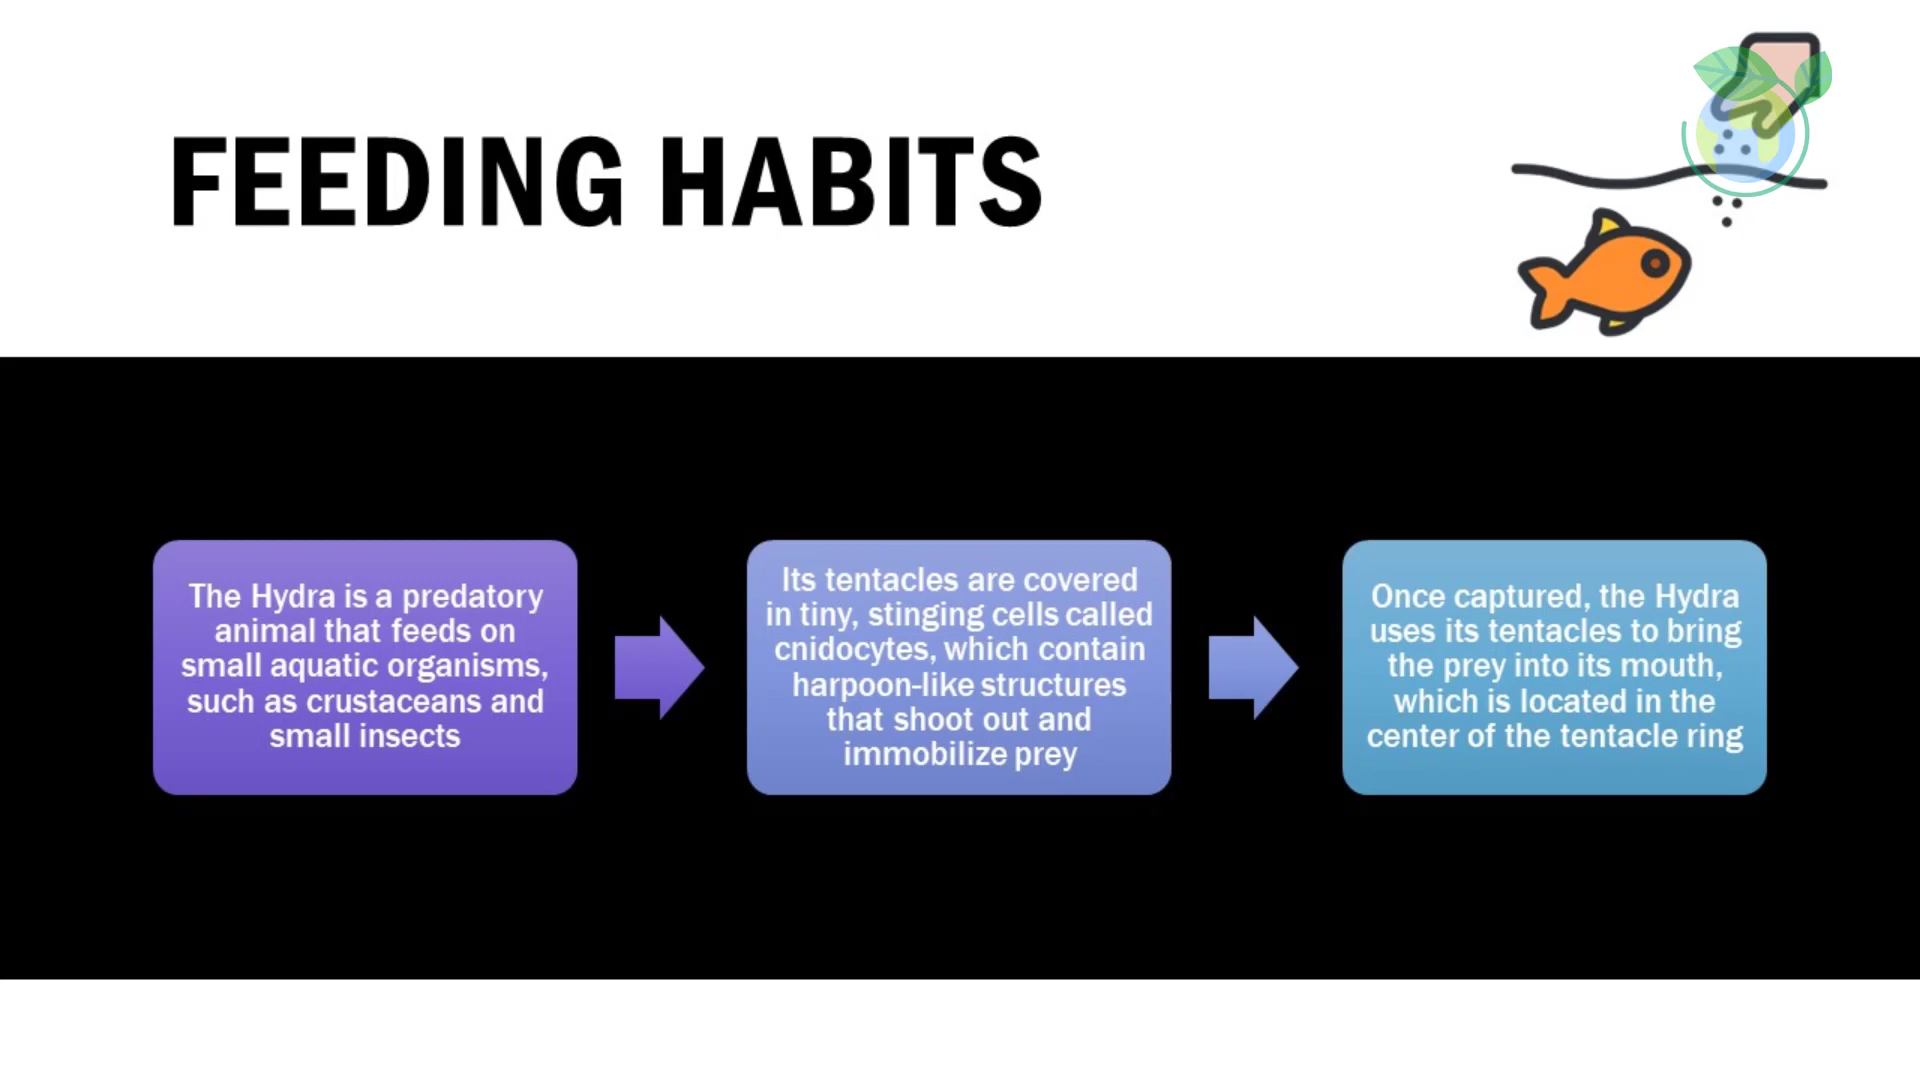 FEEDING HABITS
The Hydra is a predatory
animal that feeds on
small aquatic organisms,
such as crustaceans and
small insects
Its tentacles are covered
in tiny, stinging cells called
cnidocytes, which contain
harpoon-like structures
that shoot out and
immobilize prey
Once captured, the Hydra
uses its tentacles to bring
the prey into its mouth,
which is located in the
center of the tentacle ring